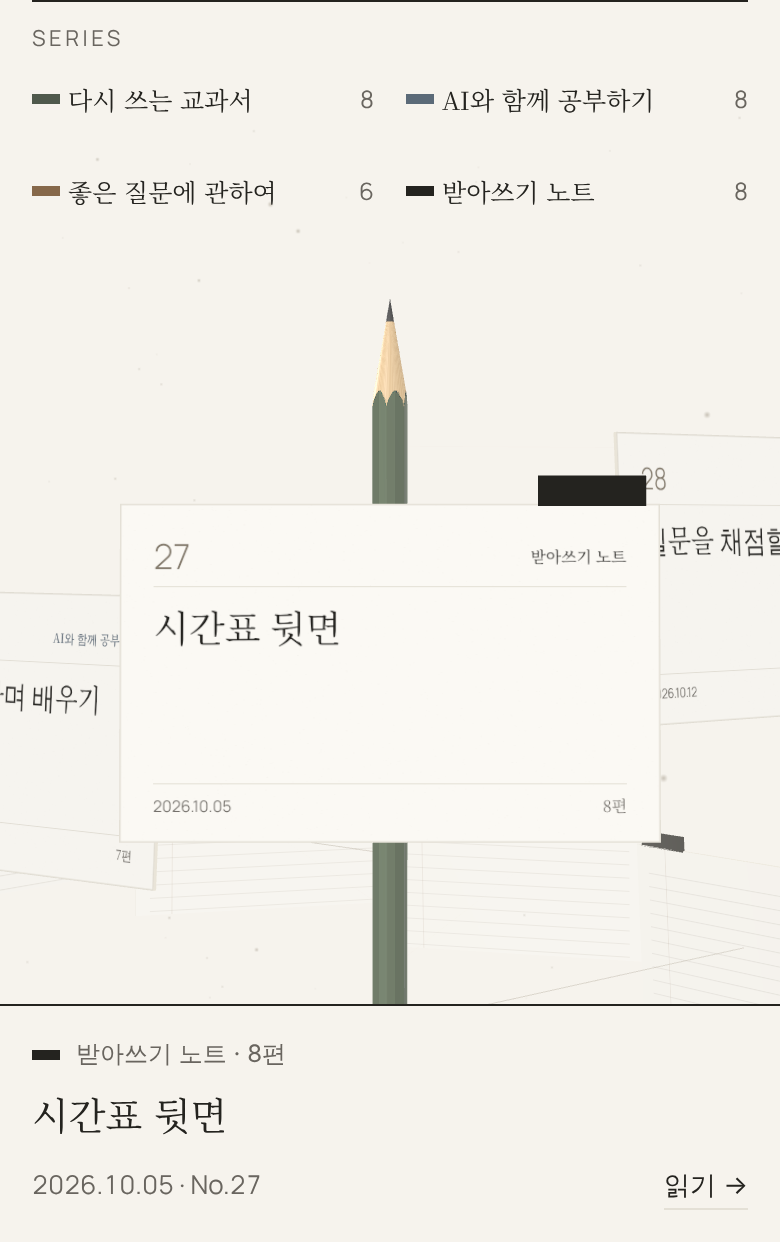 SERIES
다시 쓰는 교과서 8
AI와 함께 공부하기 8
좋은 질문에 관하여 6
받아쓰기 노트 8
28
27 받아쓰기 노트
시간표 뒷면
문을 채점할
AI와 함께 공부
며 배우기
26.10.12
2026.10.05 8편
7편
받아쓰기 노트 · 8편
시간표 뒷면
2026.10.05 · No.27
읽기 →